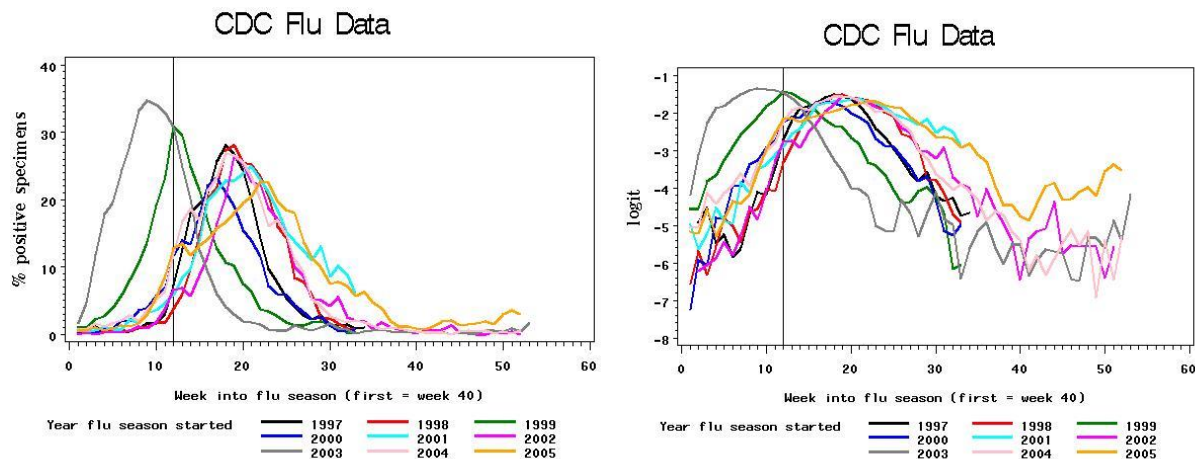 CDC Flu Data
% positive specimens
40
30
20
10
0
0 10 20 30 40 50 60
Week into flu season (first = week 40)
Year flu season started 1997 1998 1999
2000 2001 2002
2003 2004 2005
CDC Flu Data
logit
-1
-2
-3
-4
-5
-6
-7
-8
0 10 20 30 40 50 60
Week into flu season (first = week 40)
Year flu season started 1997 1998 1999
2000 2001 2002
2003 2004 2005